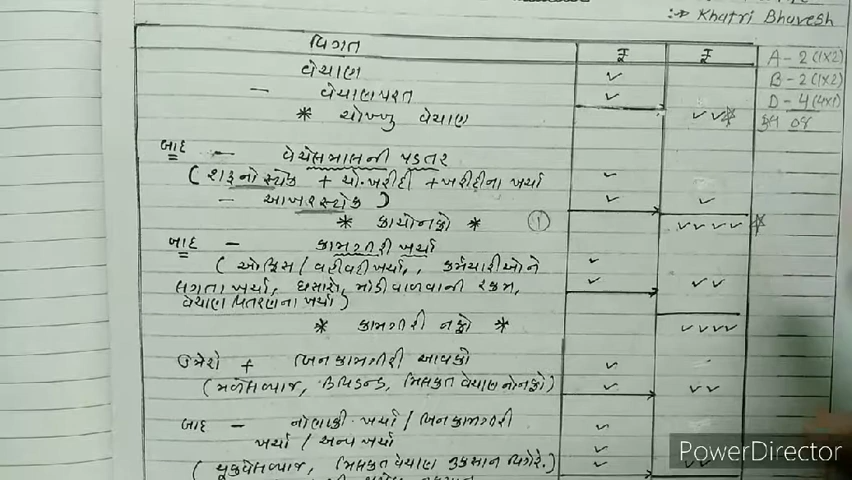 :→ Khatri Bhavesh
વિગત ₹ ₹
વેચાણ ✓
— વેચાણપરત ✓
* ચોખ્ખુ વેચાણ ✓✓
બાદ — વેચેલમાલની પડતર
(શરૂનો સ્ટોક + ચો.ખરીદી + ખરીદીના ખર્ચા ✓
— આખરસ્ટોક) ✓ ✓
* કાચોનફો * ① ✓✓✓✓
બાદ — કામગીરી ખર્ચા
(ઓફિસ / વહીવટી ખર્ચા, કર્મચારીઓને ✓
લગતા ખર્ચા, ઘસારો, માંડીવાળવાની રકમ, ✓ ✓✓
વેચાણ વિતરણના ખર્ચા)
* કામગીરી નફો * ✓✓✓✓
ઉમેરો + બિન કામગીરી આવકો ✓
(મળેલવ્યાજ, ડિવિડન્ડ, મિલકત વેચાણ નોનફો) ✓ ✓✓
બાદ — નાણાકી ખર્ચા / બિન કામગીરી ✓
ખર્ચા / અન્ય ખર્ચા ✓
(ચૂકવેલવ્યાજ, મિલકત વેચાણ નુકસાન વિગેરે.) ✓
A - 2 (1×2)
B - 2 (1×2)
D - 4 (4×1)
કુલ 08
PowerDirector